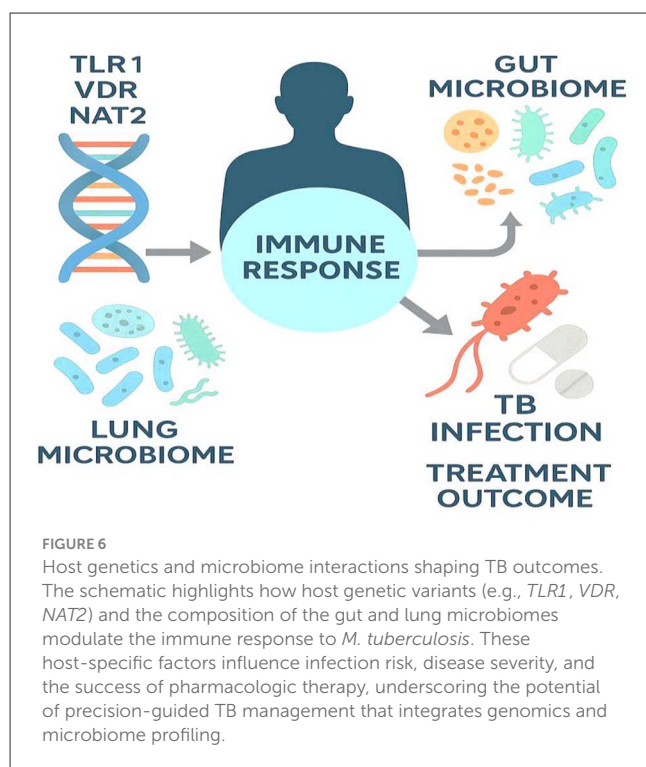 TLR1
VDR
NAT2
GUT
MICROBIOME
IMMUNE
RESPONSE
LUNG
MICROBIOME
TB
INFECTION
TREATMENT
OUTCOME
FIGURE 6
Host genetics and microbiome interactions shaping TB outcomes.
The schematic highlights how host genetic variants (e.g., TLR1, VDR,
NAT2) and the composition of the gut and lung microbiomes
modulate the immune response to M. tuberculosis. These
host-specific factors influence infection risk, disease severity, and
the success of pharmacologic therapy, underscoring the potential
of precision-guided TB management that integrates genomics and
microbiome profiling.